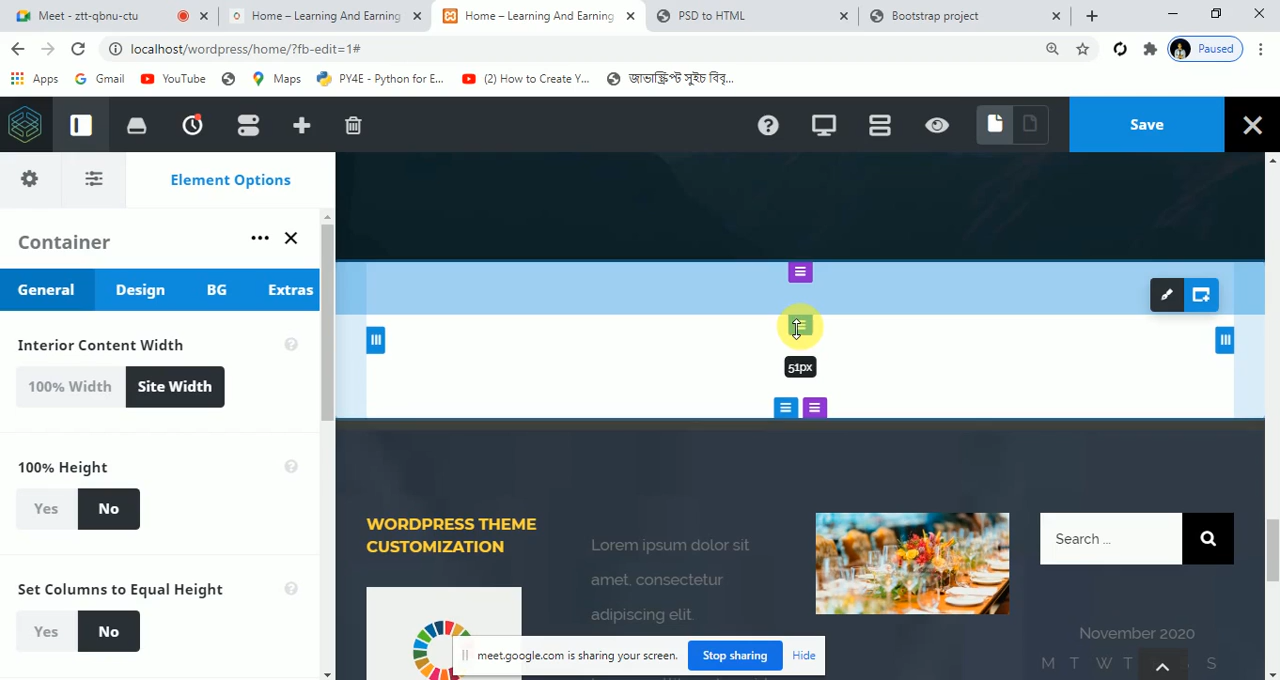 Meet - ztt-qbnu-ctu
Home – Learning And Earning
Home – Learning And Earning
PSD to HTML
Bootstrap project
localhost/wordpress/home/?fb-edit=1#
Paused
Apps
Gmail
YouTube
Maps
PY4E - Python for E...
(2) How to Create Y...
জাভাস্ক্রিপ্ট সুইচ বিবৃ...
Save
Element Options
Container
General
Design
BG
Extras
Interior Content Width
100% Width
Site Width
100% Height
Yes
No
Set Columns to Equal Height
Yes
No
51px
WORDPRESS THEME
CUSTOMIZATION
Lorem ipsum dolor sit
amet, consectetur
adipiscing elit.
Search ...
November 2020
M T W T S
meet.google.com is sharing your screen.
Stop sharing
Hide